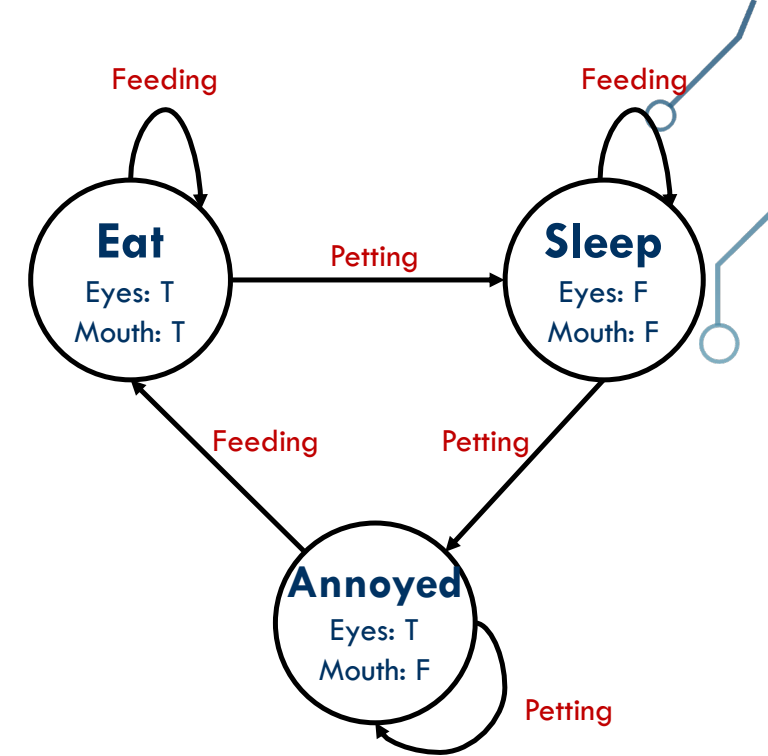 Feeding
Feeding
Eat
Eyes: T
Mouth: T
Petting
Sleep
Eyes: F
Mouth: F
Feeding
Petting
Annoyed
Eyes: T
Mouth: F
Petting